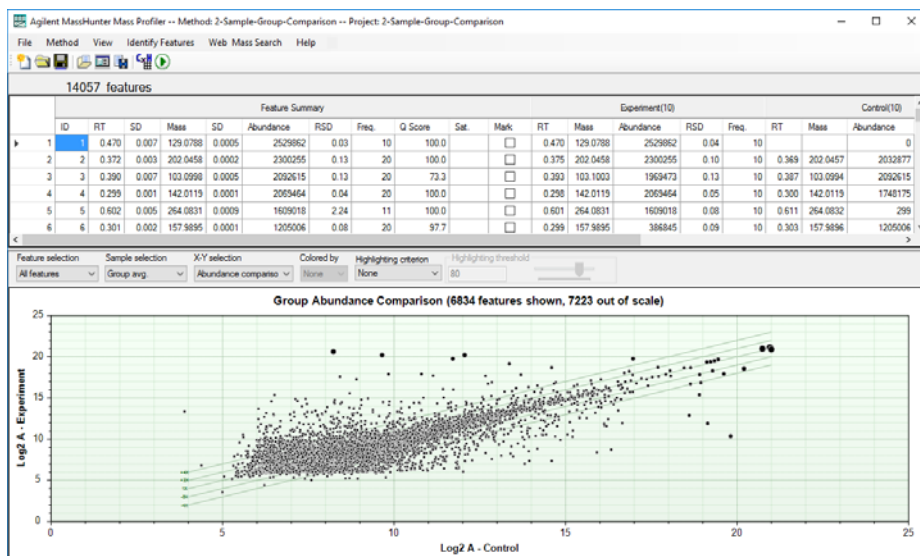 Agilent MassHunter Mass Profiler -- Method: 2-Sample-Group-Comparison -- Project: 2-Sample-Group-Comparison
File Method View Identify Features Web Mass Search Help
14057 features
Feature Summary Experiment(10) Control(10)
ID RT SD Mass SD Abundance RSD Freq. Q Score Sat. Mark RT Mass Abundance RSD Freq. RT Mass Abundance
1 1 0.470 0.007 129.0788 0.0005 2529862 0.03 10 100.0 0.470 129.0788 2529862 0.04 10 0
2 2 0.372 0.003 202.0458 0.0002 2300255 0.13 20 100.0 0.375 202.0458 2300255 0.10 10 0.369 202.0457 2032877
3 3 0.390 0.007 103.0998 0.0005 2092615 0.13 20 73.3 0.393 103.1003 1969473 0.13 10 0.387 103.0994 2092615
4 4 0.299 0.001 142.0119 0.0001 2069464 0.04 20 100.0 0.298 142.0119 2069464 0.05 10 0.300 142.0119 1748175
5 5 0.602 0.005 264.0831 0.0009 1609018 2.24 11 100.0 0.601 264.0831 1609018 0.08 10 0.611 264.0832 299
6 6 0.301 0.002 157.9895 0.0001 1205006 0.08 20 97.7 0.299 157.9895 386845 0.09 10 0.303 157.9896 1205006
Feature selection Sample selection X-Y selection Colored by Highlighting criterion Highlighting threshold
All features Group avg. Abundance compariso None None 80
Group Abundance Comparison (6834 features shown, 7223 out of scale)
25
20
15
10
5
0
Log2 A - Experiment
0 5 10 15 20 25
Log2 A - Control